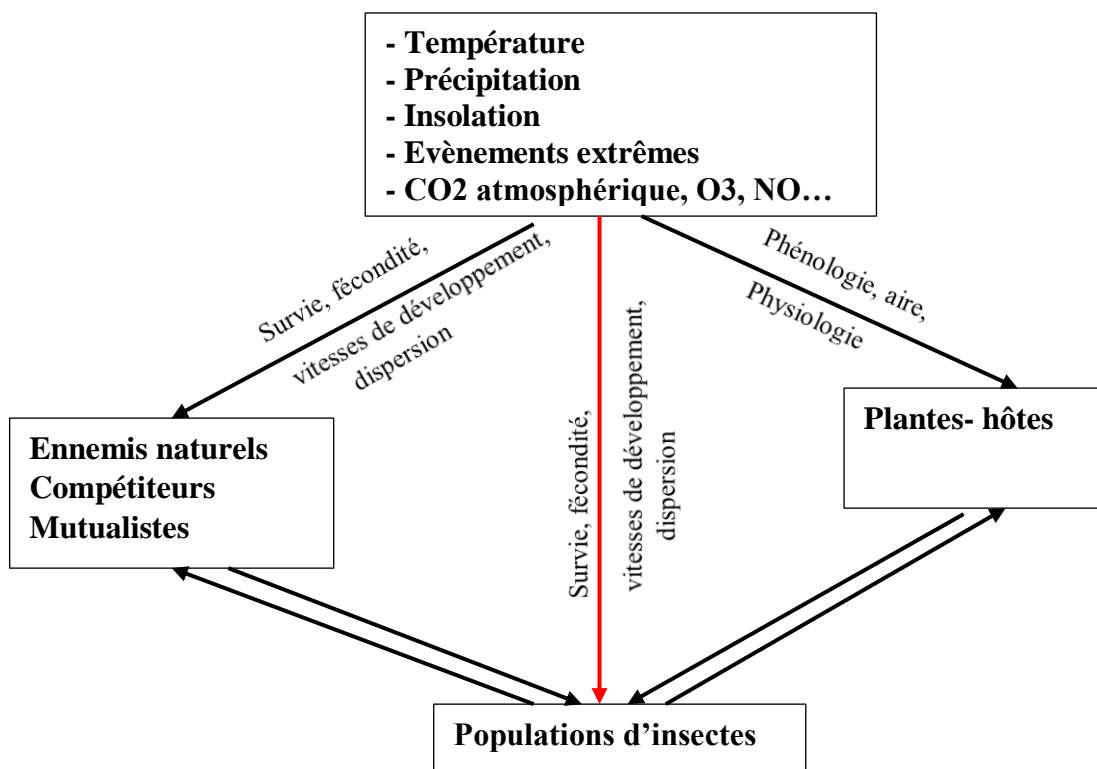 - Température
- Précipitation
- Insolation
- Evènements extrêmes
- CO2 atmosphérique, O3, NO…
Survie, fécondité,
vitesses de développement,
dispersion
Survie, fécondité,
vitesses de développement,
dispersion
Phénologie, aire,
Physiologie
Ennemis naturels
Compétiteurs
Mutualistes
Plantes- hôtes
Populations d’insectes